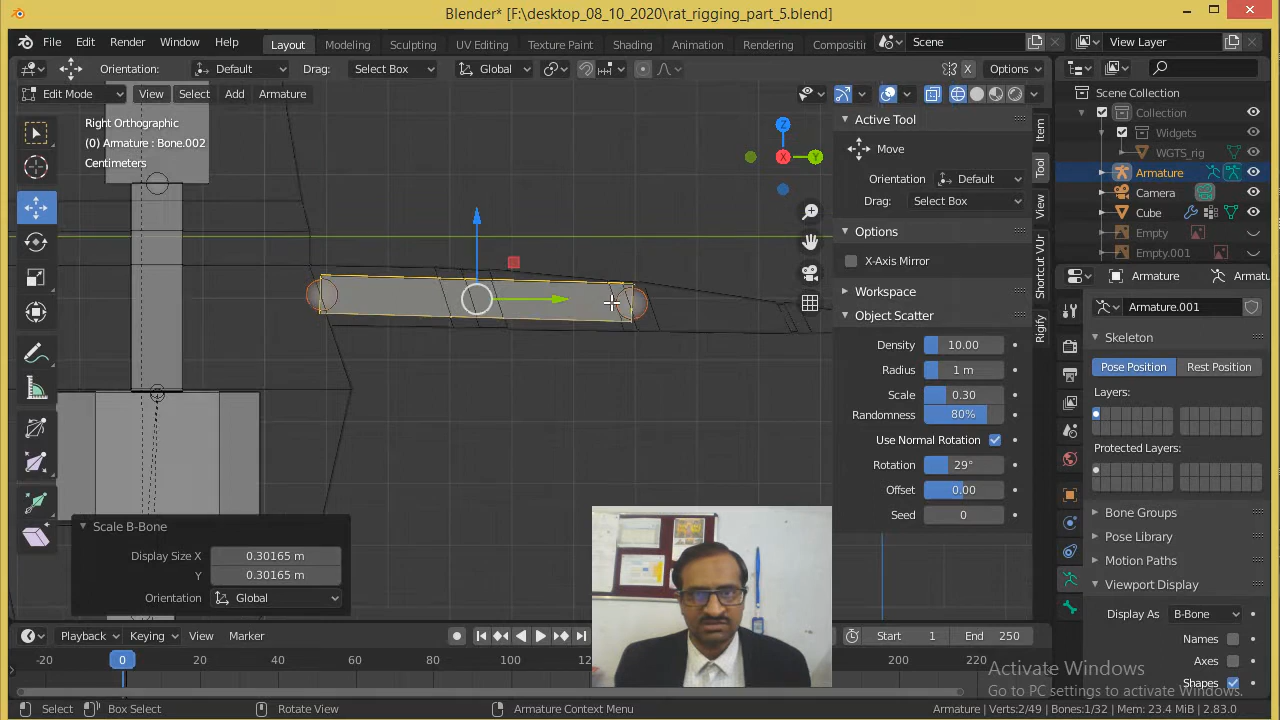 Blender* [F:\desktop_08_10_2020\rat_rigging_part_5.blend]
File Edit Render Window Help Layout Modeling Sculpting UV Editing Texture Paint Shading Animation Rendering Compositi Scene View Layer
Orientation: Default Drag: Select Box Global Options
Edit Mode View Select Add Armature
Right Orthographic
(0) Armature : Bone.002
Centimeters
Z
X
Y
Active Tool
Move
Orientation Default
Drag: Select Box
Options
X-Axis Mirror
Workspace
Object Scatter
Density 10.00
Radius 1 m
Scale 0.30
Randomness 80%
Use Normal Rotation
Rotation 29°
Offset 0.00
Seed 0
Item
Tool
View
Shortcut VUr
Rigify
Scene Collection
Collection
Widgets
WGTS_rig
Armature
Camera
Cube
Empty
Empty.001
Armature Armatu
Armature.001
Skeleton
Pose Position Rest Position
Layers:
Protected Layers:
Bone Groups
Pose Library
Motion Paths
Viewport Display
Display As B-Bone
Names
Axes
Shapes
Scale B-Bone
Display Size X 0.30165 m
Y 0.30165 m
Orientation Global
Playback Keying View Marker Start 1 End 250
-20 0 20 40 60 80 100 120 200 220
Activate Windows
Go to PC settings to activate Windows.
Select Box Select Rotate View Armature Context Menu Armature | Verts:2/49 | Bones:1/32 | Mem: 23.4 MiB | 2.83.0